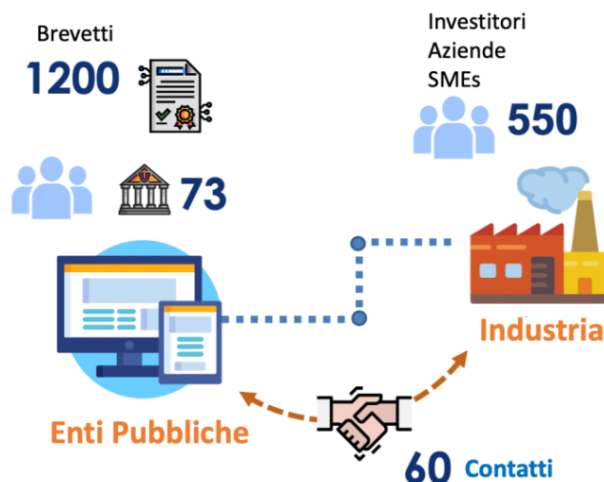 Brevetti
1200
Investitori
Aziende
SMEs
550
73
Industria
Enti Pubbliche
60 Contatti